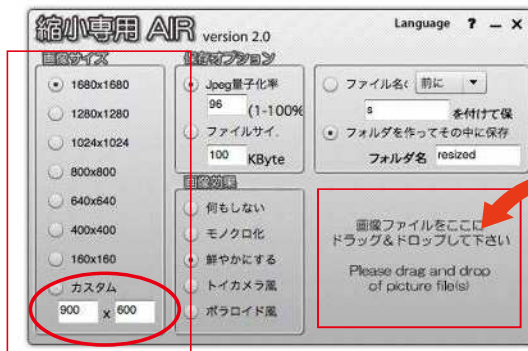 縮小専用 AIR version 2.0
Language ? – X
画像サイズ
1680x1680
1280x1280
1024x1024
800x800
640x640
400x400
160x160
カスタム
900 x 600
保存オプション
Jpeg量子化率
96 (1-100%
ファイルサイ.
100 KByte
画像効果
何もしない
モノクロ化
鮮やかにする
トイカメラ風
ポラロイド風
ファイル名( 前に
s を付けて保
フォルダを作ってその中に保存
フォルダ名 resized
画像ファイルをここに
ドラッグ&ドロップして下さい
Please drag and drop
of picture file(s)